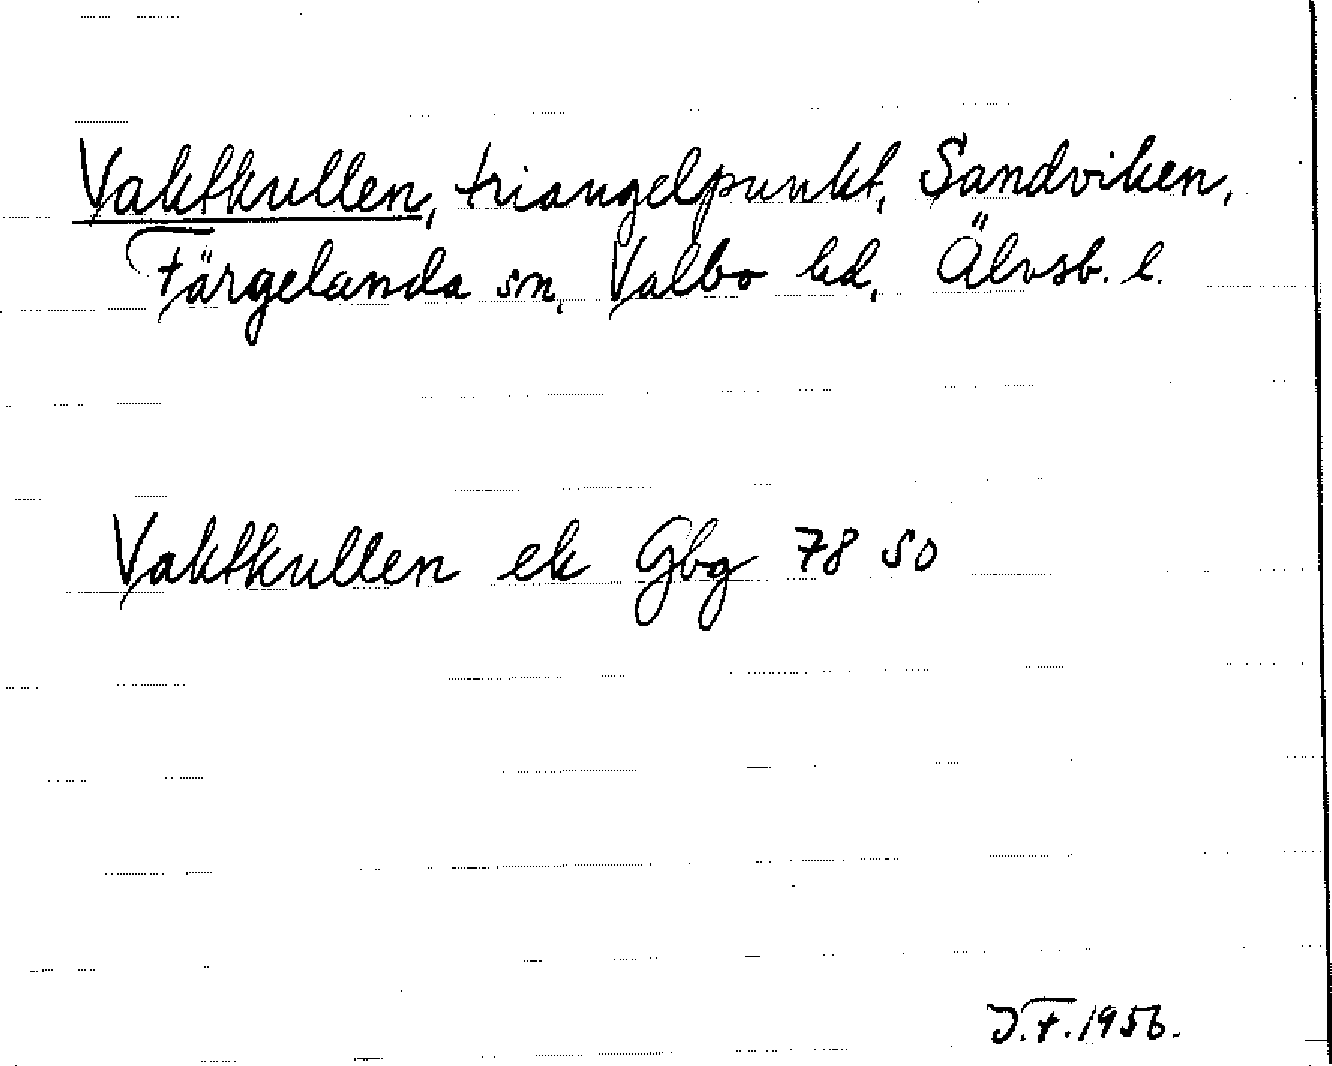 Vaktkullen, triangelpunkt, Sandviken,
Färgelanda sn, Valbo hd, Älvsb. l.
Vaktkullen ek Gbg 78 50
J.F. 1956.